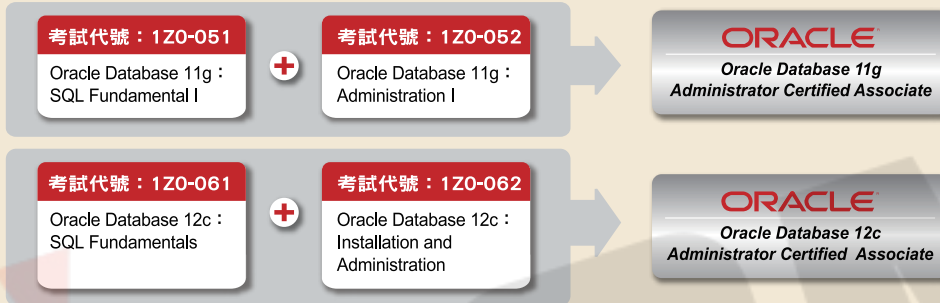 考試代號：1Z0-051
Oracle Database 11g：
SQL Fundamental I
考試代號：1Z0-052
Oracle Database 11g：
Administration I
ORACLE
Oracle Database 11g
Administrator Certified Associate
考試代號：1Z0-061
Oracle Database 12c：
SQL Fundamentals
考試代號：1Z0-062
Oracle Database 12c：
Installation and
Administration
ORACLE
Oracle Database 12c
Administrator Certified Associate